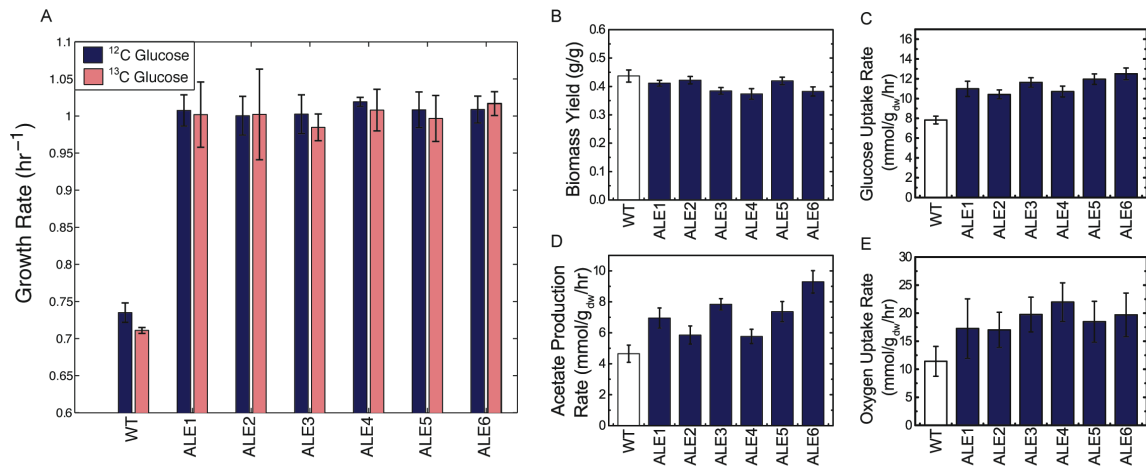 A
Growth Rate (hr⁻¹)
1.1
1.05
1
0.95
0.9
0.85
0.8
0.75
0.7
0.65
0.6
¹²C Glucose
¹³C Glucose
WT
ALE1
ALE2
ALE3
ALE4
ALE5
ALE6
B
Biomass Yield (g/g)
0.6
0.5
0.4
0.3
0.2
0.1
0.0
WT
ALE1
ALE2
ALE3
ALE4
ALE5
ALE6
C
Glucose Uptake Rate
(mmol/g_dw/hr)
16
14
12
10
8
6
4
2
0
WT
ALE1
ALE2
ALE3
ALE4
ALE5
ALE6
D
Acetate Production
Rate (mmol/g_dw/hr)
10
8
6
4
2
0
WT
ALE1
ALE2
ALE3
ALE4
ALE5
ALE6
E
Oxygen Uptake Rate
(mmol/g_dw/hr)
30
25
20
15
10
5
0
WT
ALE1
ALE2
ALE3
ALE4
ALE5
ALE6